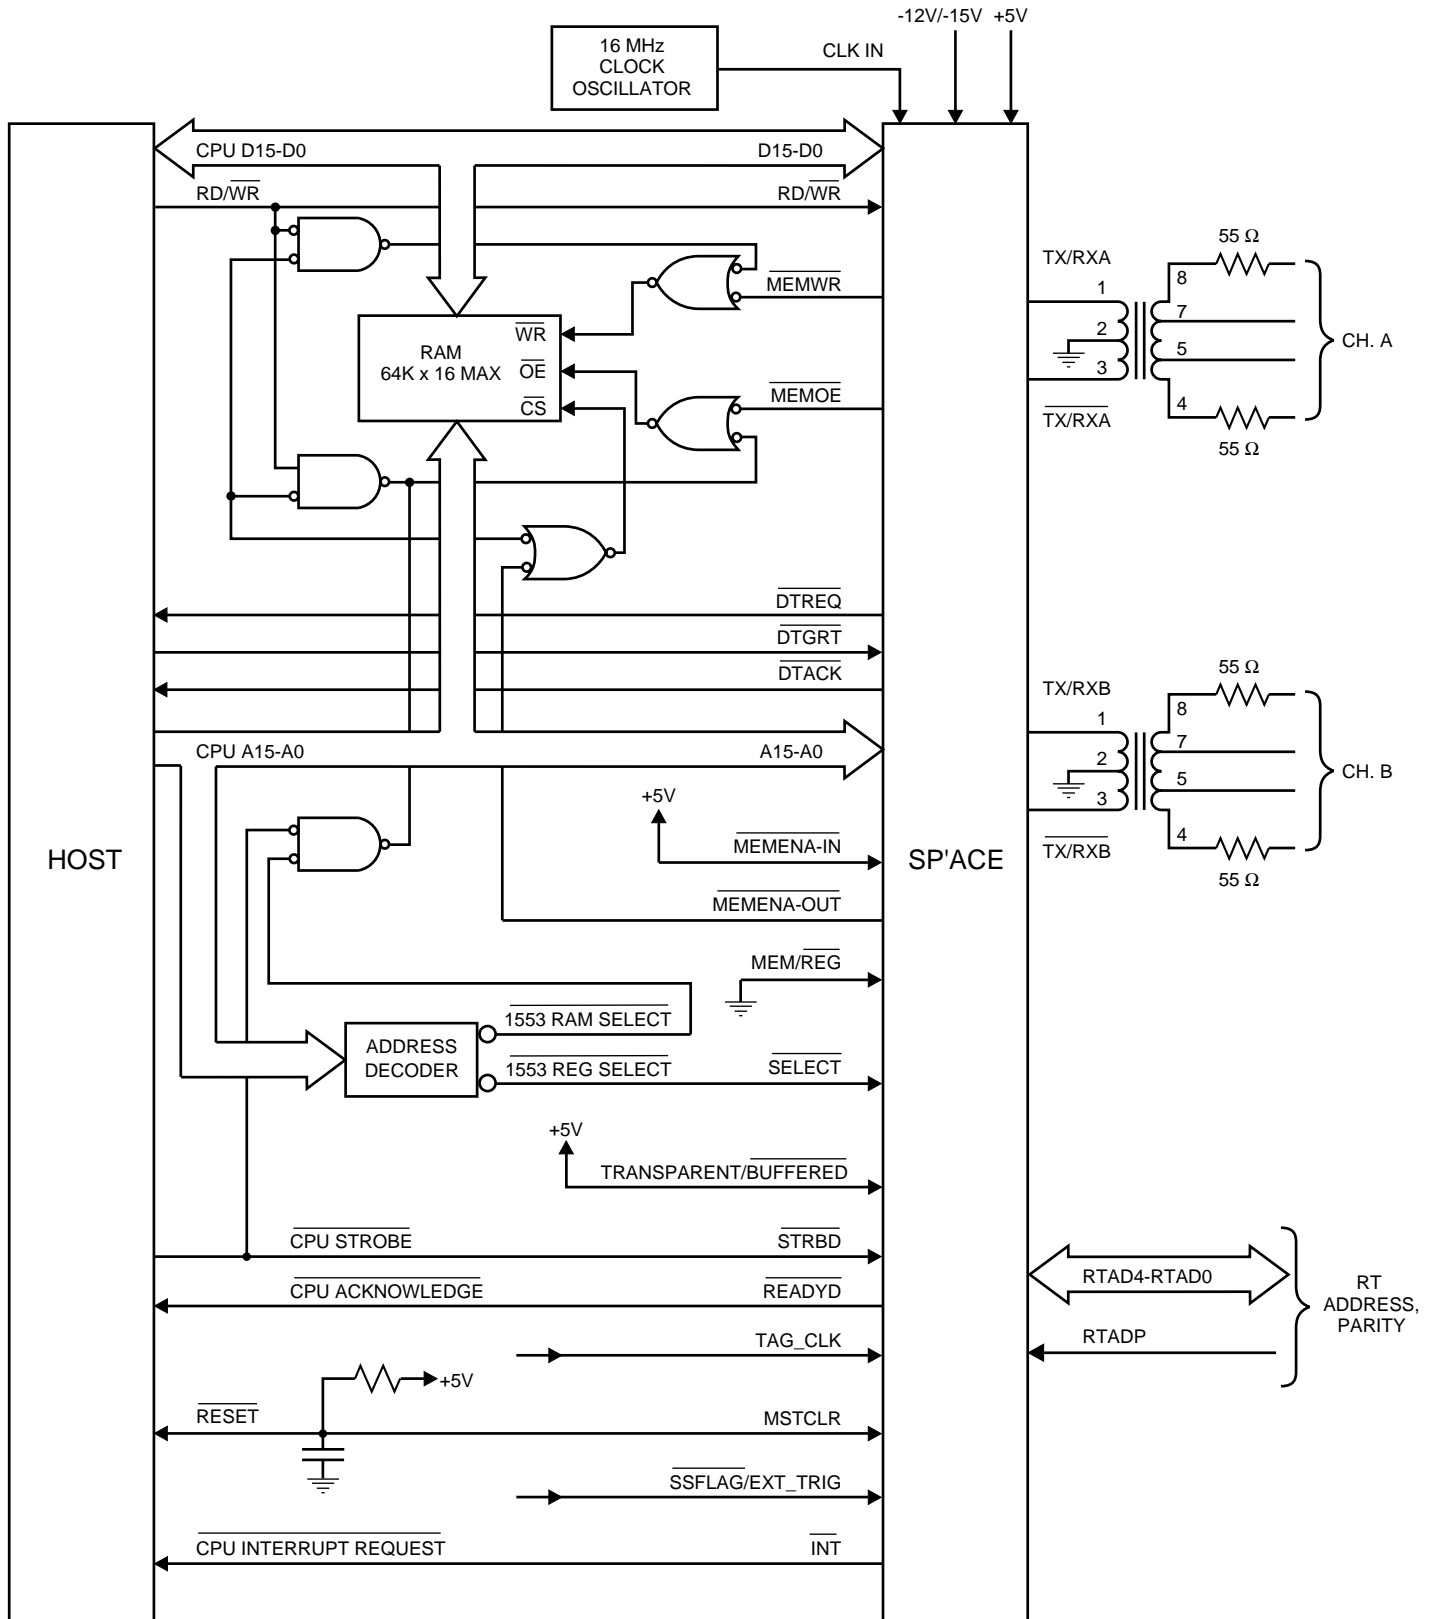 -12V/-15V +5V
16 MHz
CLOCK
OSCILLATOR
CLK IN
CPU D15-D0
D15-D0
RD/WR
RD/WR
MEMWR
WR
RAM
64K x 16 MAX
OE
CS
MEMOE
DTREQ
DTGRT
DTACK
CPU A15-A0
A15-A0
+5V
MEMENA-IN
HOST
SP'ACE
MEMENA-OUT
MEM/REG
1553 RAM SELECT
ADDRESS
DECODER
1553 REG SELECT
SELECT
+5V
TRANSPARENT/BUFFERED
CPU STROBE
STRBD
CPU ACKNOWLEDGE
READYD
TAG_CLK
+5V
RESET
MSTCLR
SSFLAG/EXT_TRIG
CPU INTERRUPT REQUEST
INT
TX/RXA
55 Ω
1
8
2
7
3
5
4
TX/RXA
55 Ω
CH. A
TX/RXB
55 Ω
1
8
2
7
3
5
4
TX/RXB
55 Ω
CH. B
RTAD4-RTAD0
RTADP
RT
ADDRESS,
PARITY